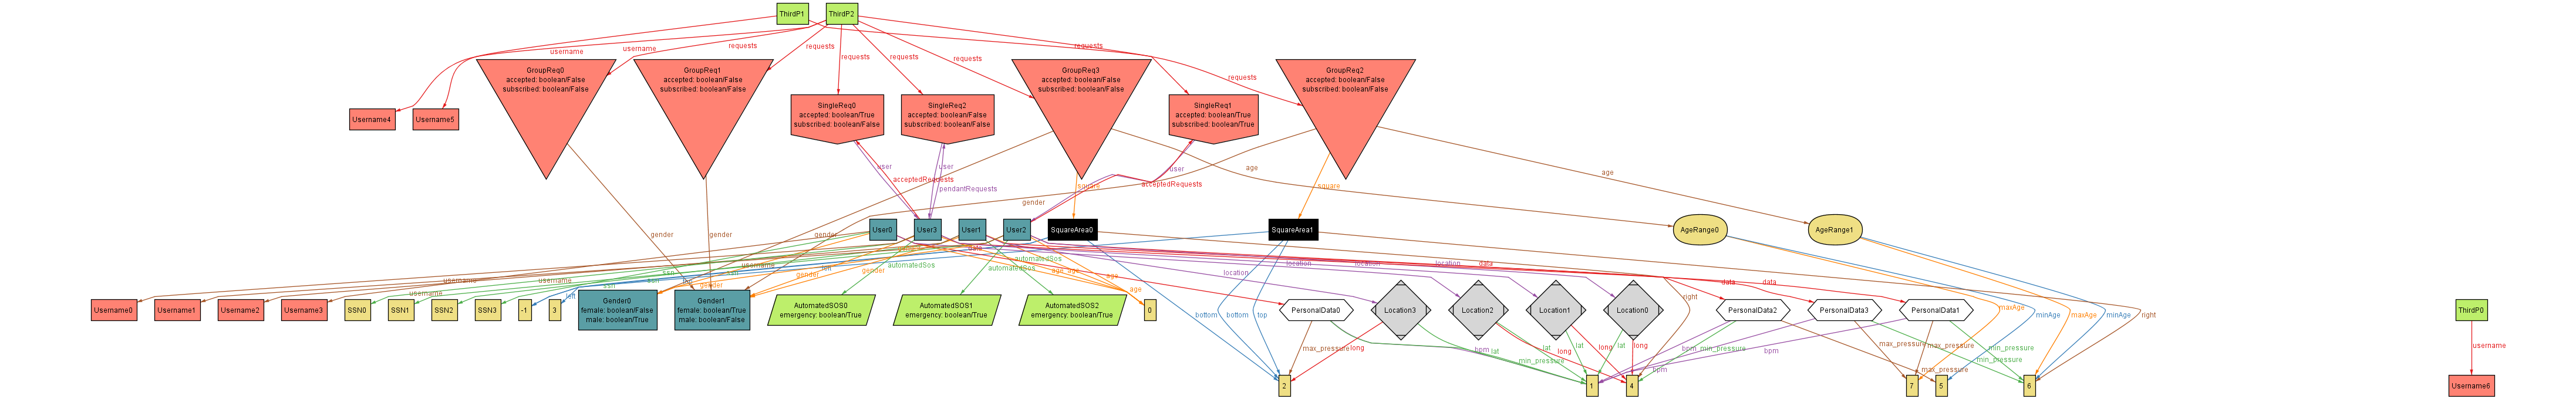 ThirdP1
ThirdP2
username
username
requests
requests
requests
requests
requests
requests
requests
GroupReq0
accepted: boolean/False
subscribed: boolean/False
GroupReq1
accepted: boolean/False
subscribed: boolean/False
GroupReq3
accepted: boolean/False
subscribed: boolean/False
GroupReq2
accepted: boolean/False
subscribed: boolean/False
Username4
Username5
SingleReq0
accepted: boolean/True
subscribed: boolean/False
SingleReq2
accepted: boolean/False
subscribed: boolean/False
SingleReq1
accepted: boolean/True
subscribed: boolean/True
user
user
user
age
age
acceptedRequests
pendantRequests
acceptedRequests
square
square
gender
gender
gender
gender
User0
User3
User1
User2
SquareArea0
SquareArea1
AgeRange0
AgeRange1
data
username
ssn
ssn
gender
gender
automatedSos
automatedSos
automatedSos
age
age
age
age
location
location
location
location
data
data
data
username
username
username
ssn
gender
left
right
maxAge
minAge
maxAge
minAge
right
Username0
Username1
Username2
Username3
SSN0
SSN1
SSN2
SSN3
-1
3
Gender0
female: boolean/False
male: boolean/True
Gender1
female: boolean/True
male: boolean/False
AutomatedSOS0
emergency: boolean/True
AutomatedSOS1
emergency: boolean/True
AutomatedSOS2
emergency: boolean/True
0
PersonalData0
Location3
Location2
Location1
Location0
PersonalData2
PersonalData3
PersonalData1
ThirdP0
bottom
bottom
top
max_pressure
long
bpm
lat
min_pressure
lat
long
lat
long
lat
long
bpm
min_pressure
bpm
bpm
max_pressure
max_pressure
max_pressure
min_pressure
min_pressure
username
2
1
4
7
5
6
Username6